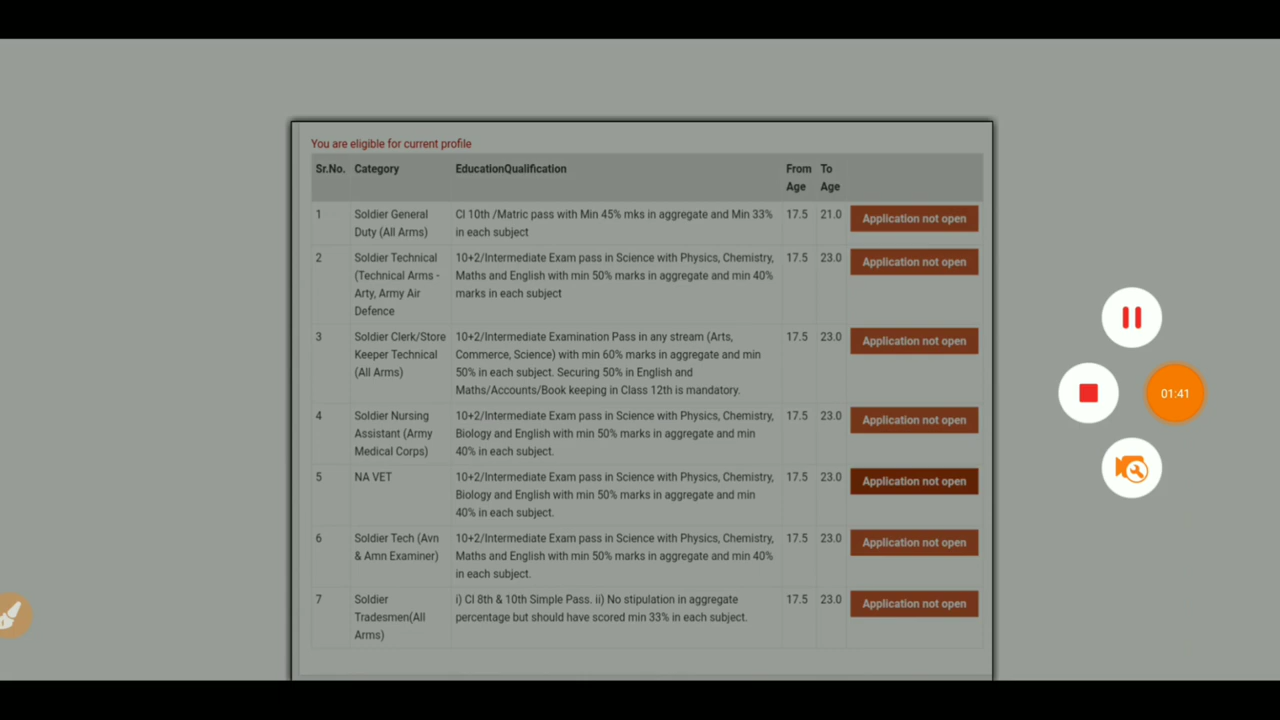 You are eligible for current profile
Sr.No. Category EducationQualification From To
Age Age
1 Soldier General CI 10th /Matric pass with Min 45% mks in aggregate and Min 33% 17.5 21.0 Application not open
Duty (All Arms) in each subject
2 Soldier Technical 10+2/Intermediate Exam pass in Science with Physics, Chemistry, 17.5 23.0 Application not open
(Technical Arms - Maths and English with min 50% marks in aggregate and min 40%
Arty, Army Air marks in each subject
Defence
3 Soldier Clerk/Store 10+2/Intermediate Examination Pass in any stream (Arts, 17.5 23.0 Application not open
Keeper Technical Commerce, Science) with min 60% marks in aggregate and min
(All Arms) 50% in each subject. Securing 50% in English and
Maths/Accounts/Book keeping in Class 12th is mandatory.
4 Soldier Nursing 10+2/Intermediate Exam pass in Science with Physics, Chemistry, 17.5 23.0 Application not open
Assistant (Army Biology and English with min 50% marks in aggregate and min
Medical Corps) 40% in each subject.
5 NA VET 10+2/Intermediate Exam pass in Science with Physics, Chemistry, 17.5 23.0 Application not open
Biology and English with min 50% marks in aggregate and min
40% in each subject.
6 Soldier Tech (Avn 10+2/Intermediate Exam pass in Science with Physics, Chemistry, 17.5 23.0 Application not open
& Amn Examiner) Maths and English with min 50% marks in aggregate and min 40%
in each subject.
7 Soldier i) CI 8th & 10th Simple Pass. ii) No stipulation in aggregate 17.5 23.0 Application not open
Tradesmen(All percentage but should have scored min 33% in each subject.
Arms)
01:41